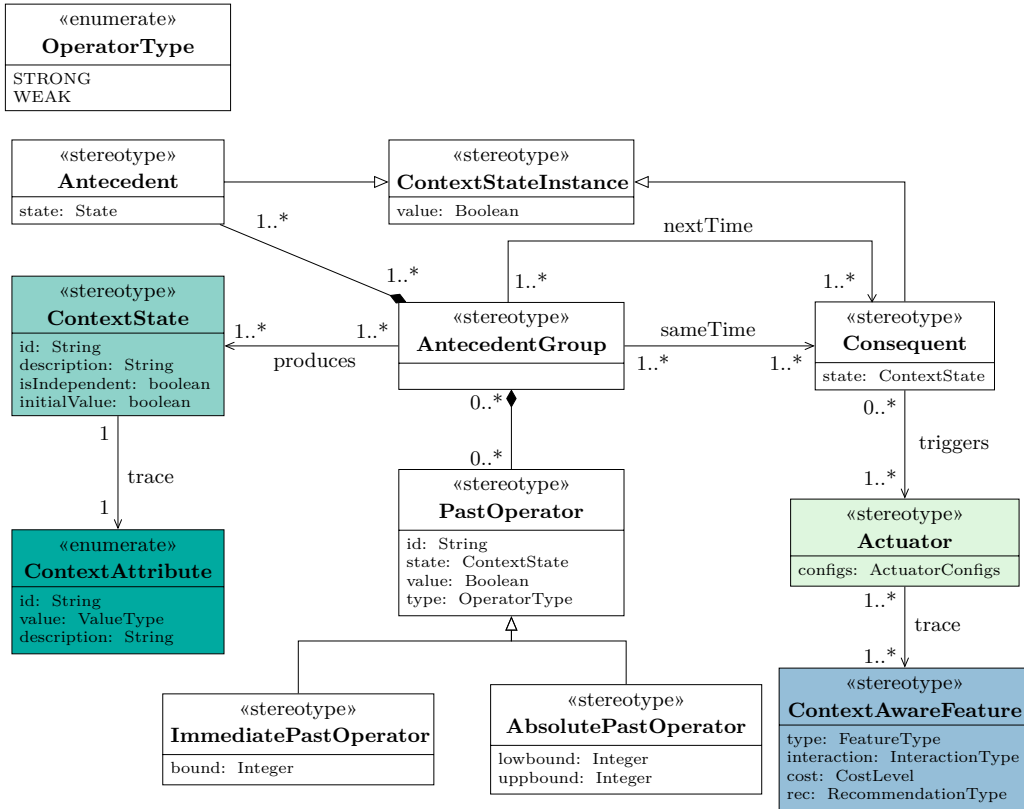 «enumerate»
OperatorType
STRONG
WEAK
«stereotype»
Antecedent
state: State
«stereotype»
ContextStateInstance
value: Boolean
1..*
nextTime
1..*
1..*
1..*
«stereotype»
ContextState
id: String
description: String
isIndependent: boolean
initialValue: boolean
1..*
1..*
produces
«stereotype»
AntecedentGroup
sameTime
1..*
1..*
«stereotype»
Consequent
state: ContextState
1
trace
1
0..*
0..*
0..*
triggers
1..*
«enumerate»
ContextAttribute
id: String
value: ValueType
description: String
«stereotype»
PastOperator
id: String
state: ContextState
value: Boolean
type: OperatorType
«stereotype»
Actuator
configs: ActuatorConfigs
1..*
trace
1..*
«stereotype»
ImmediatePastOperator
bound: Integer
«stereotype»
AbsolutePastOperator
lowbound: Integer
uppbound: Integer
«stereotype»
ContextAwareFeature
type: FeatureType
interaction: InteractionType
cost: CostLevel
rec: RecommendationType